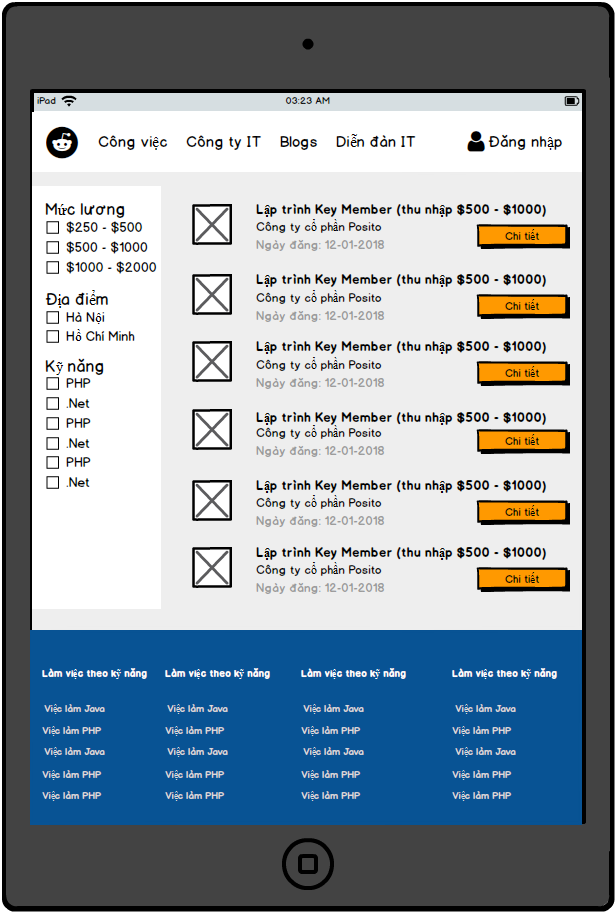 iPad 03:23 AM
Công việc Công ty IT Blogs Diễn đàn IT Đăng nhập
Mức lương
$250 - $500
$500 - $1000
$1000 - $2000
Địa điểm
Hà Nội
Hồ Chí Minh
Kỹ năng
PHP
.Net
PHP
.Net
PHP
.Net
Lập trình Key Member (thu nhập $500 - $1000)
Công ty cổ phần Posito
Ngày đăng: 12-01-2018
Chi tiết
Lập trình Key Member (thu nhập $500 - $1000)
Công ty cổ phần Posito
Ngày đăng: 12-01-2018
Chi tiết
Lập trình Key Member (thu nhập $500 - $1000)
Công ty cổ phần Posito
Ngày đăng: 12-01-2018
Chi tiết
Lập trình Key Member (thu nhập $500 - $1000)
Công ty cổ phần Posito
Ngày đăng: 12-01-2018
Chi tiết
Lập trình Key Member (thu nhập $500 - $1000)
Công ty cổ phần Posito
Ngày đăng: 12-01-2018
Chi tiết
Lập trình Key Member (thu nhập $500 - $1000)
Công ty cổ phần Posito
Ngày đăng: 12-01-2018
Chi tiết
Làm việc theo kỹ năng
Việc làm Java
Việc làm PHP
Việc làm Java
Việc làm PHP
Việc làm PHP
Làm việc theo kỹ năng
Việc làm Java
Việc làm PHP
Việc làm Java
Việc làm PHP
Việc làm PHP
Làm việc theo kỹ năng
Việc làm Java
Việc làm PHP
Việc làm Java
Việc làm PHP
Việc làm PHP
Làm việc theo kỹ năng
Việc làm Java
Việc làm PHP
Việc làm Java
Việc làm PHP
Việc làm PHP